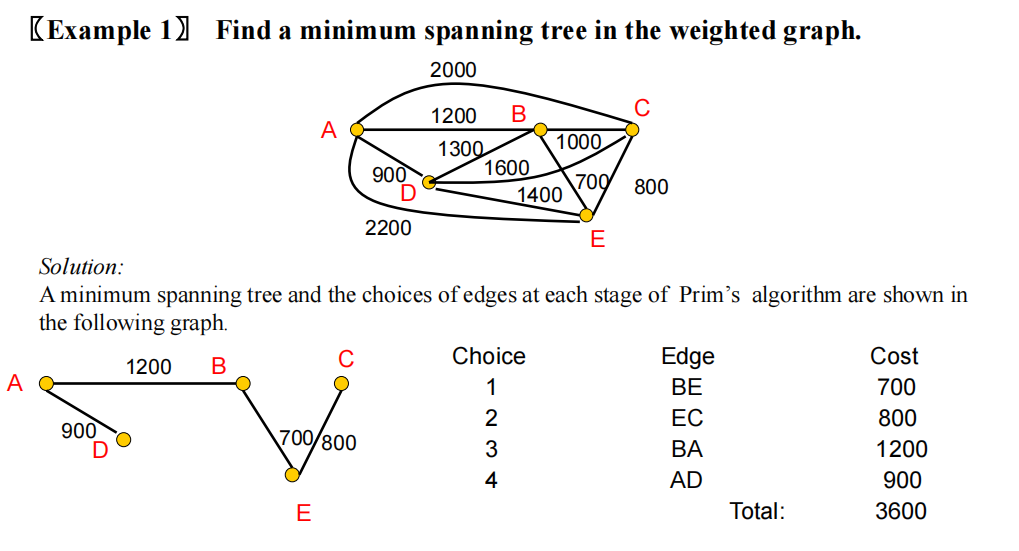 〖Example 1〗 Find a minimum spanning tree in the weighted graph.
2000
A 1200 B C
1300 1000
900 1600 700 800
D 1400
2200
E
Solution:
A minimum spanning tree and the choices of edges at each stage of Prim's algorithm are shown in
the following graph.
A 1200 B C
900 D 700 800
E
Choice Edge Cost
1 BE 700
2 EC 800
3 BA 1200
4 AD 900
Total: 3600